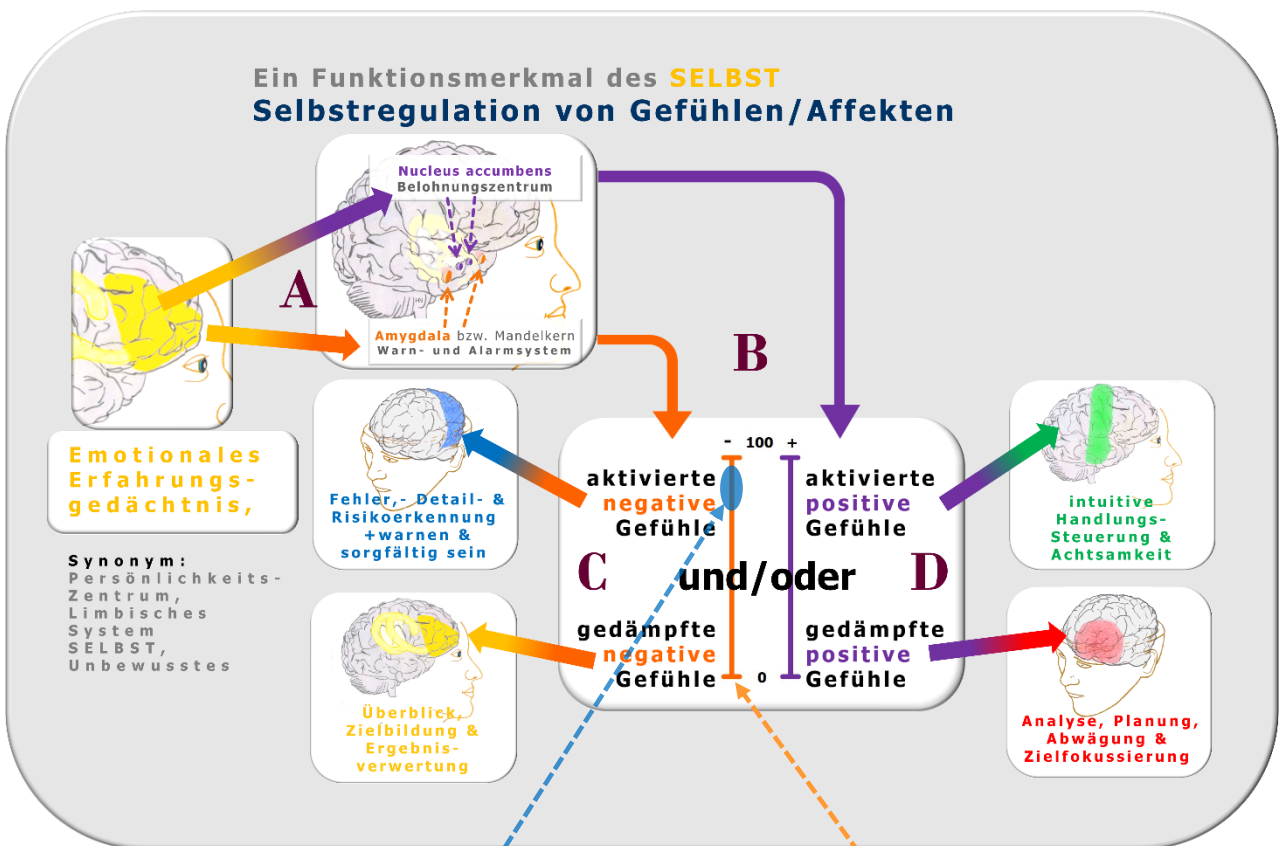 Ein Funktionsmerkmal des SELBST
Selbstregulation von Gefühlen/Affekten
Nucleus accumbens
Belohnungszentrum
A
Amygdala bzw. Mandelkern
Warn- und Alarmsystem
B
Emotionales
Erfahrungs-
gedächtnis,
Synonym:
Persönlichkeits-
Zentrum,
Limbisches
System
SELBST,
Unbewusstes
Fehler,- Detail- &
Risikoerkennung
+warnen &
sorgfältig sein
Überblick,
Zielbildung &
Ergebnis-
verwertung
- 100 +
aktivierte
negative
Gefühle
aktivierte
positive
Gefühle
C
und/oder
D
gedämpfte
negative
Gefühle
0
gedämpfte
positive
Gefühle
intuitive
Handlungs-
Steuerung &
Achtsamkeit
Analyse, Planung,
Abwägung &
Zielfokussierung